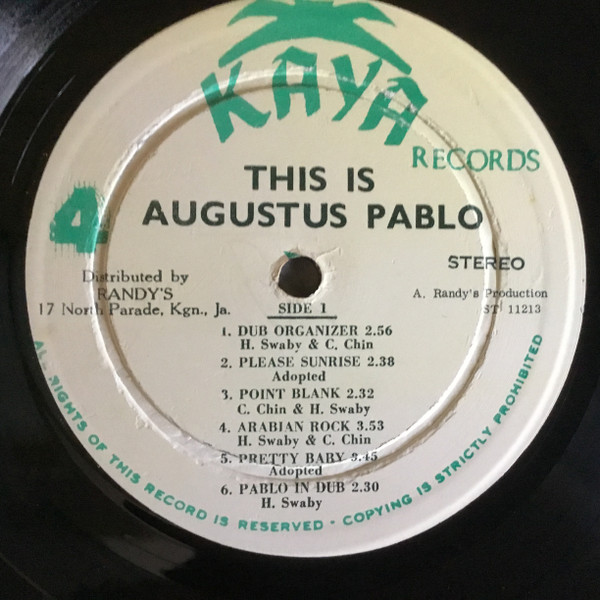 KAYA
RECORDS
THIS IS
AUGUSTUS PABLO
4
STEREO
Distributed by
RANDY'S
17 North Parade, Kgn., Ja.
A. Randy's Production
ST 11213
SIDE 1
1. DUB ORGANIZER 2.56
H. Swaby & C. Chin
2. PLEASE SUNRISE 2.38
Adopted
3. POINT BLANK 2.32
C. Chin & H. Swaby
4. ARABIAN ROCK 3.53
H. Swaby & C. Chin
5. PRETTY BABY 3.45
Adopted
6. PABLO IN DUB 2.30
H. Swaby
ALL RIGHTS OF THIS RECORD IS RESERVED - COPYING IS STRICTLY PROHIBITED